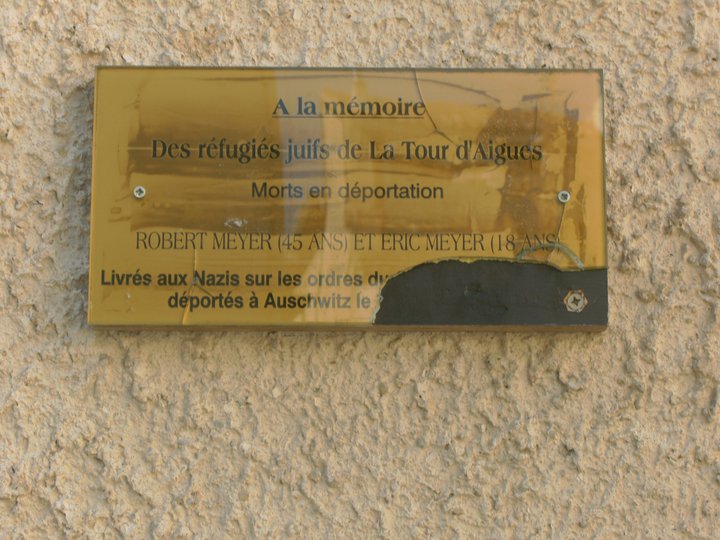 A la mémoire
Des réfugiés juifs de La Tour d'Aigues
Morts en déportation
ROBERT MEYER (45 ANS) ET ERIC MEYER (18 ANS
Livrés aux Nazis sur les ordres du
déportés à Auschwitz le